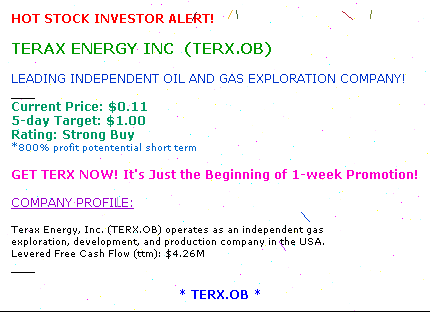 HOT STOCK INVESTOR ALERT!
TERAX ENERGY INC (TERX.OB)
LEADING INDEPENDENT OIL AND GAS EXPLORATION COMPANY!
Current Price: $0.11
5-day Target: $1.00
Rating: Strong Buy
*800% profit potentential short term
GET TERX NOW! It's Just the Beginning of 1-week Promotion!
COMPANY PROFILE:
Terax Energy, Inc. (TERX.OB) operates as an independent gas
exploration, development, and production company in the USA.
Levered Free Cash Flow (ttm): $4.26M
* TERX.OB *